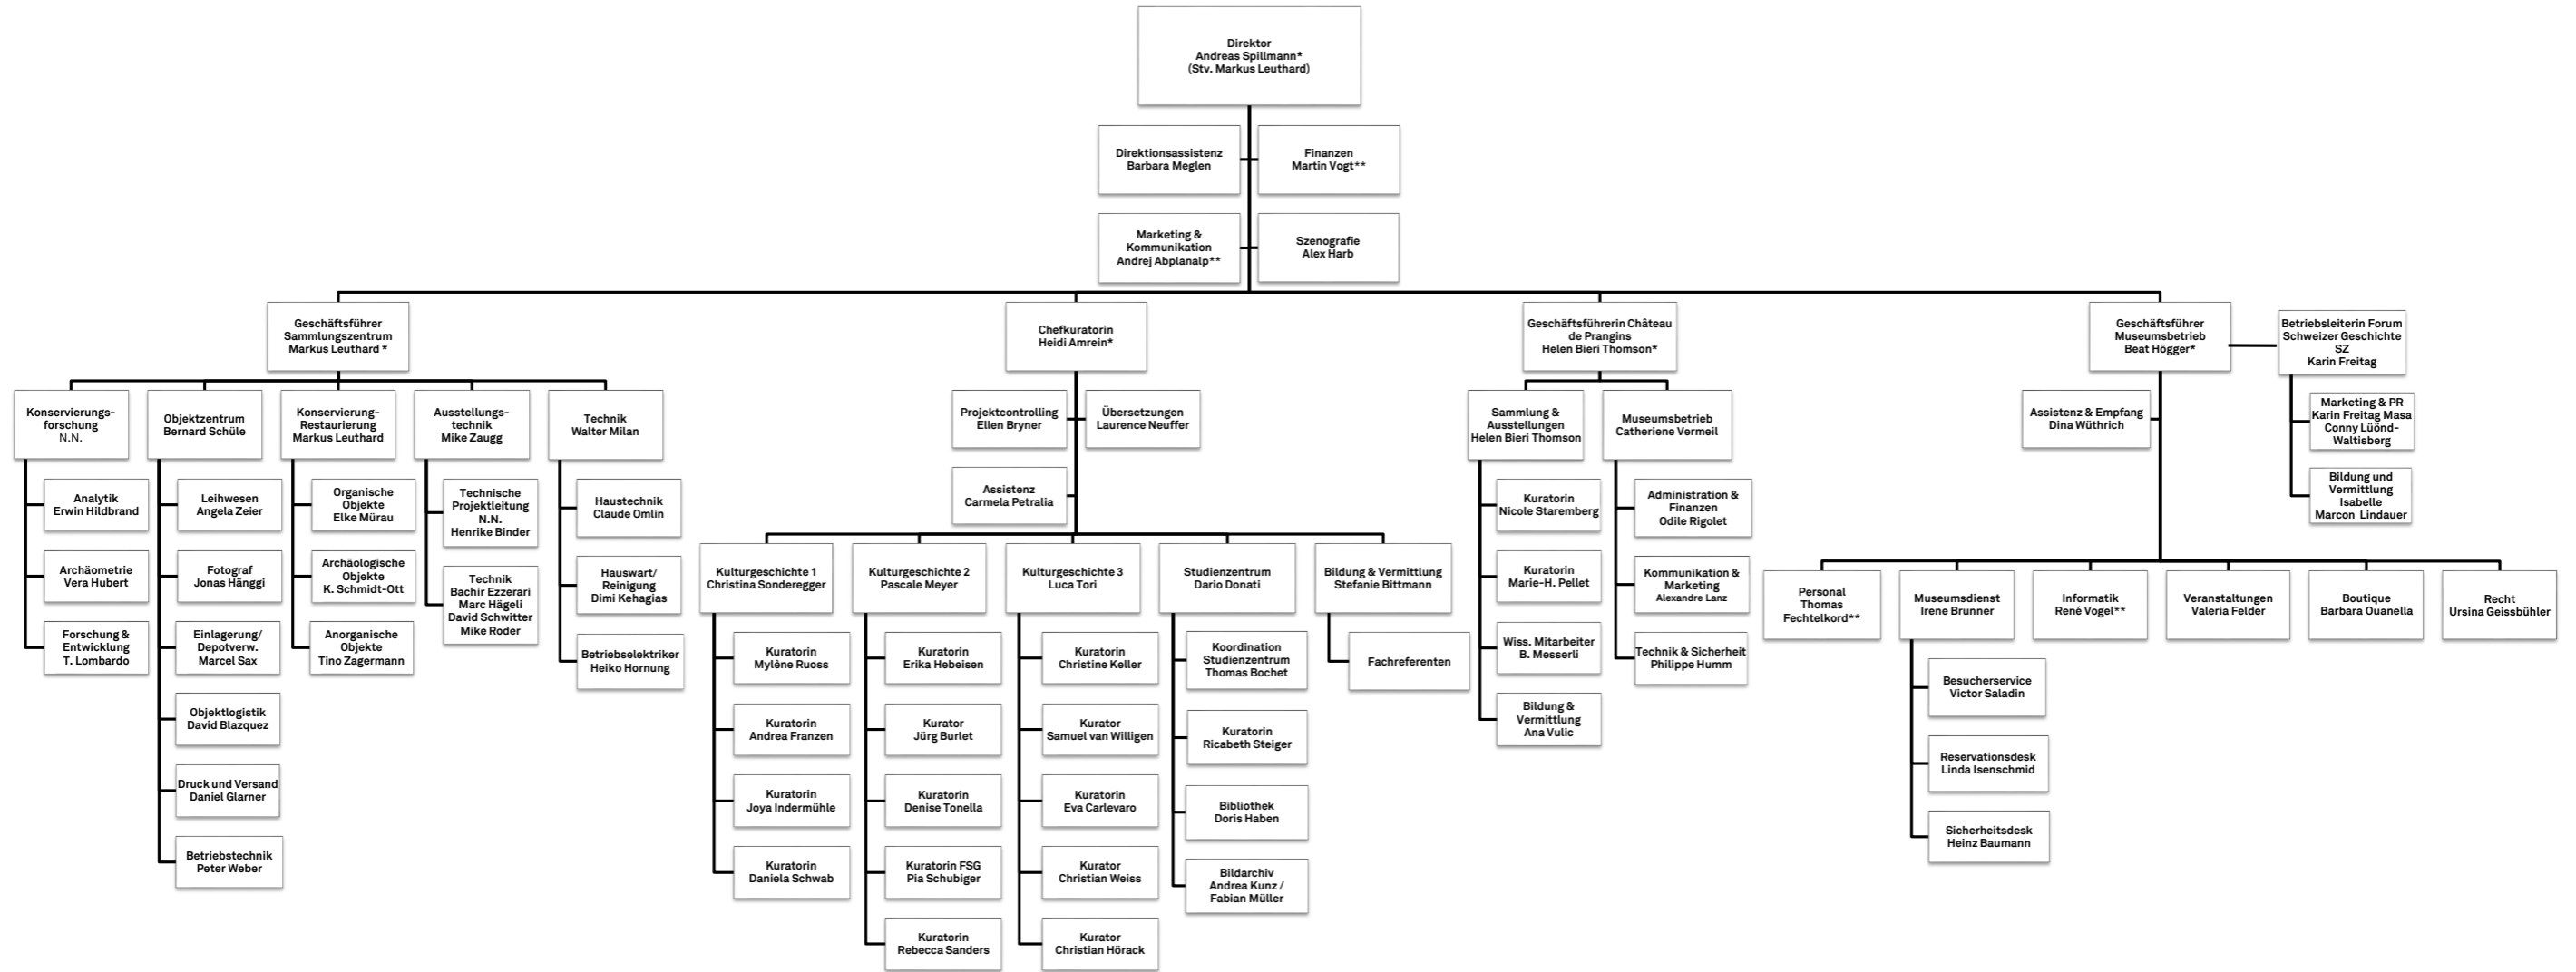 Direktor
Andreas Spillmann*
(Stv. Markus Leuthard)
Direktionsassistenz
Barbara Meglen
Finanzen
Martin Vogt**
Marketing &
Kommunikation
Andrej Abplanalp**
Szenografie
Alex Harb
Geschäftsführer
Sammlungszentrum
Markus Leuthard *
Chefkuratorin
Heidi Amrein*
Geschäftsführerin Château
de Prangins
Helen Bieri Thomson*
Geschäftsführer
Museumsbetrieb
Beat Högger*
Betriebsleiterin Forum
Schweizer Geschichte
SZ
Karin Freitag
Konservierungs-
forschung
N.N.
Objektzentrum
Bernard Schüle
Konservierung-
Restaurierung
Markus Leuthard
Ausstellungs-
technik
Mike Zaugg
Technik
Walter Milan
Analytik
Erwin Hildbrand
Archäometrie
Vera Hubert
Forschung &
Entwicklung
T. Lombardo
Leihwesen
Angela Zeier
Fotograf
Jonas Hänggi
Einlagerung/
Depotverw.
Marcel Sax
Objektlogistik
David Blazquez
Druck und Versand
Daniel Glarner
Betriebstechnik
Peter Weber
Organische
Objekte
Elke Mürau
Archäologische
Objekte
K. Schmidt-Ott
Anorganische
Objekte
Tino Zagermann
Technische
Projektleitung
N.N.
Henrike Binder
Technik
Bachir Ezzerari
Marc Hägeli
David Schwitter
Mike Roder
Haustechnik
Claude Omlin
Hauswart/
Reinigung
Dimi Kehagias
Betriebselektriker
Heiko Hornung
Projektcontrolling
Ellen Bryner
Übersetzungen
Laurence Neuffer
Assistenz
Carmela Petralia
Kulturgeschichte 1
Christina Sonderegger
Kulturgeschichte 2
Pascale Meyer
Kulturgeschichte 3
Luca Tori
Studienzentrum
Dario Donati
Bildung & Vermittlung
Stefanie Bittmann
Kuratorin
Mylène Ruoss
Kuratorin
Andrea Franzen
Kuratorin
Joya Indermühle
Kuratorin
Daniela Schwab
Kuratorin
Erika Hebeisen
Kurator
Jürg Burlet
Kuratorin
Denise Tonella
Kuratorin FSG
Pia Schubiger
Kuratorin
Rebecca Sanders
Kuratorin
Christine Keller
Kurator
Samuel van Willigen
Kuratorin
Eva Carlevaro
Kurator
Christian Weiss
Kurator
Christian Hörack
Koordination
Studienzentrum
Thomas Bochet
Kuratorin
Ricabeth Steiger
Bibliothek
Doris Haben
Bildarchiv
Andrea Kunz /
Fabian Müller
Fachreferenten
Sammlung &
Ausstellungen
Helen Bieri Thomson
Museumsbetrieb
Catheriene Vermeil
Kuratorin
Nicole Staremberg
Kuratorin
Marie-H. Pellet
Wiss. Mitarbeiter
B. Messerli
Bildung &
Vermittlung
Ana Vulic
Administration &
Finanzen
Odile Rigolet
Kommunikation &
Marketing
Alexandre Lanz
Technik & Sicherheit
Philippe Humm
Assistenz & Empfang
Dina Wüthrich
Marketing & PR
Karin Freitag Masa
Conny Lüönd-
Waltisberg
Bildung und
Vermittlung
Isabelle
Marcon Lindauer
Personal
Thomas
Fechtelkord**
Museumsdienst
Irene Brunner
Informatik
René Vogel**
Veranstaltungen
Valeria Felder
Boutique
Barbara Ouanella
Recht
Ursina Geissbühler
Besucherservice
Victor Saladin
Reservationsdesk
Linda Isenschmid
Sicherheitsdesk
Heinz Baumann